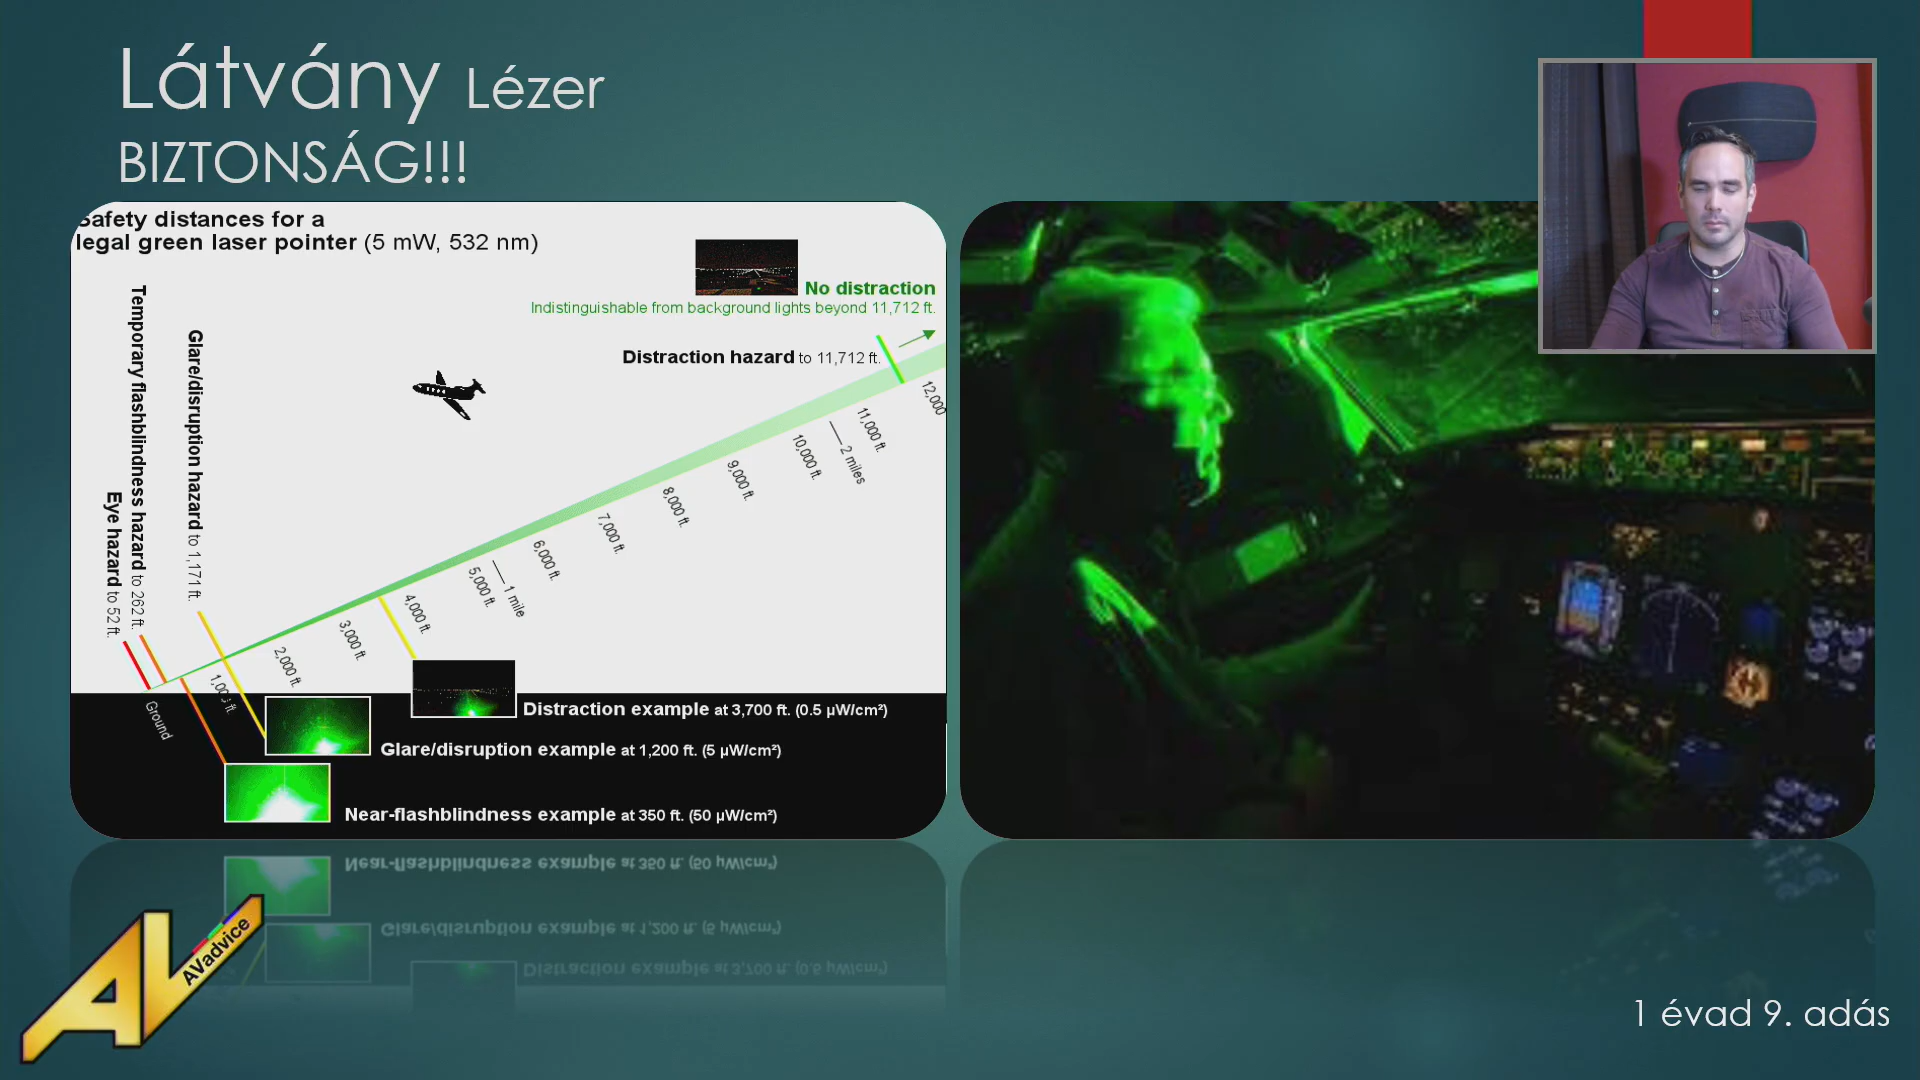 Látvány Lézer
BIZTONSÁG!!!
Safety distances for a
legal green laser pointer (5 mW, 532 nm)
No distraction
Indistinguishable from background lights beyond 11,712 ft.
Distraction hazard to 11,712 ft.
Glare/disruption hazard to 1,171 ft.
Temporary flashblindness hazard to 262 ft.
Eye hazard to 52 ft.
12,000
11,000 ft.
2 miles
10,000 ft.
9,000 ft.
8,000 ft.
7,000 ft.
6,000 ft.
1 mile
5,000 ft.
4,000 ft.
3,000 ft.
2,000 ft.
1,000 ft.
Ground
Distraction example at 3,700 ft. (0.5 µW/cm²)
Glare/disruption example at 1,200 ft. (5 µW/cm²)
Near-flashblindness example at 350 ft. (50 µW/cm²)
AV
AVadvice
1 évad 9. adás